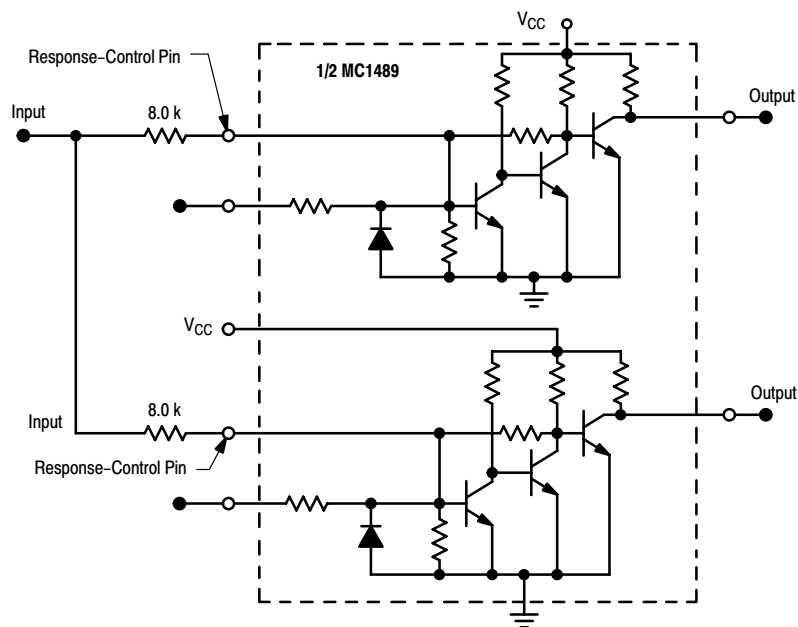 VCC
Response−Control Pin
1/2 MC1489
Input
8.0 k
Output
VCC
8.0 k
Input
Output
Response−Control Pin